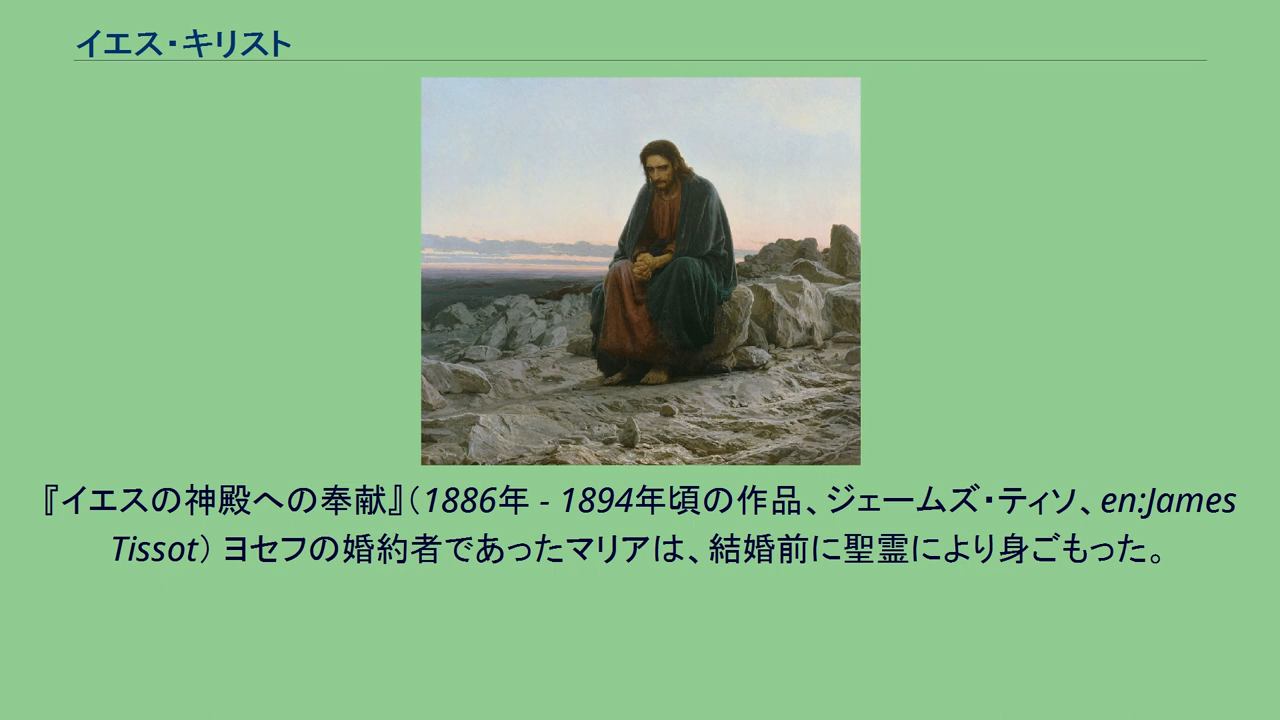 イエス・キリスト
『イエスの神殿への奉献』（1886年 - 1894年頃の作品、ジェームズ・ティソ、en:James
Tissot） ヨセフの婚約者であったマリアは、結婚前に聖霊により身ごもった。